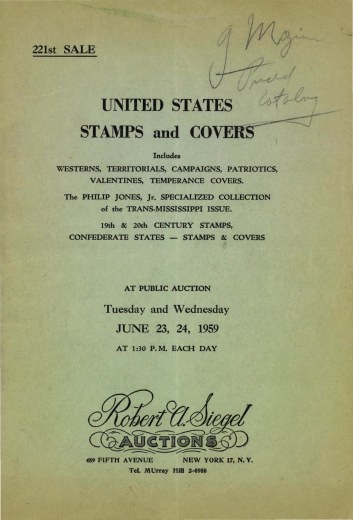 221st SALE
Priced
UNITED STATES
STAMPS and COVERS
Includes
WESTERNS, TERRITORIALS, CAMPAIGNS, PATRIOTICS,
VALENTINES, TEMPERANCE COVERS.
The PHILIP JONES, Jr. SPECIALIZED COLLECTION
of the TRANS-MISSISSIPPI ISSUE.
19th & 20th CENTURY STAMPS,
CONFEDERATE STATES — STAMPS & COVERS
AT PUBLIC AUCTION
Tuesday and Wednesday
JUNE 23, 24, 1959
AT 1:30 P. M. EACH DAY
Robert A. Siegel
AUCTIONS
489 FIFTH AVENUE NEW YORK 17, N. Y.
Tel. MUrray Hill 2-0980